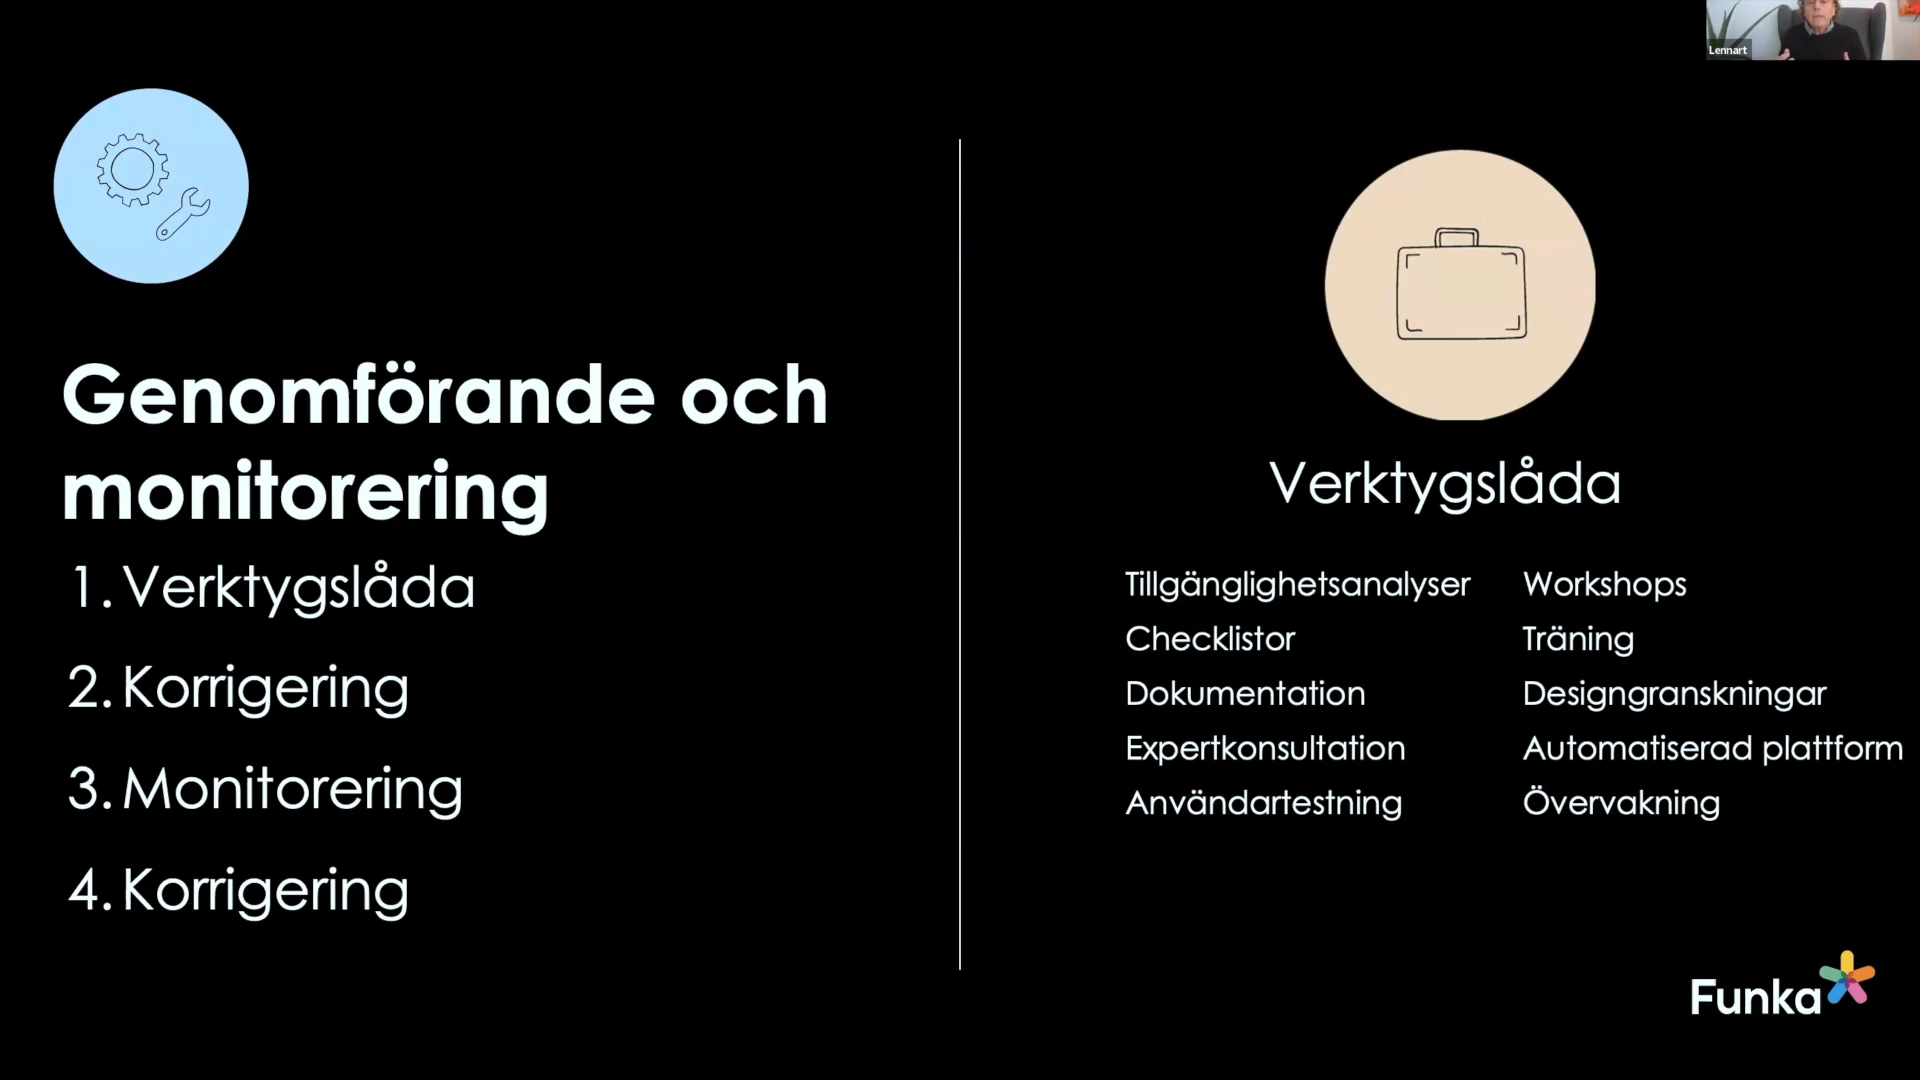 Lennart
Genomförande och
monitorering
1. Verktygslåda
2. Korrigering
3. Monitorering
4. Korrigering
Verktygslåda
Tillgänglighetsanalyser
Checklistor
Dokumentation
Expertkonsultation
Användartestning
Workshops
Träning
Designgranskningar
Automatiserad plattform
Övervakning
Funka